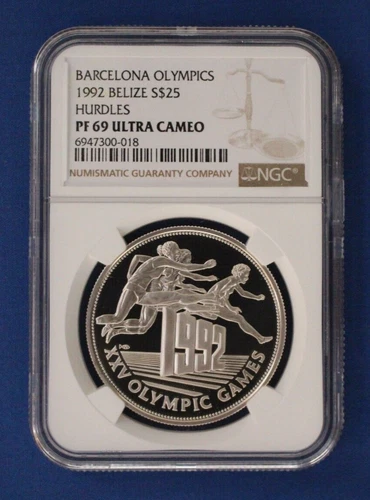 BARCELONA OLYMPICS
1992 BELIZE S$25
HURDLES
PF 69 ULTRA CAMEO
6947300-018
NUMISMATIC GUARANTY COMPANY
NGC
1992
XXV OLYMPIC GAMES